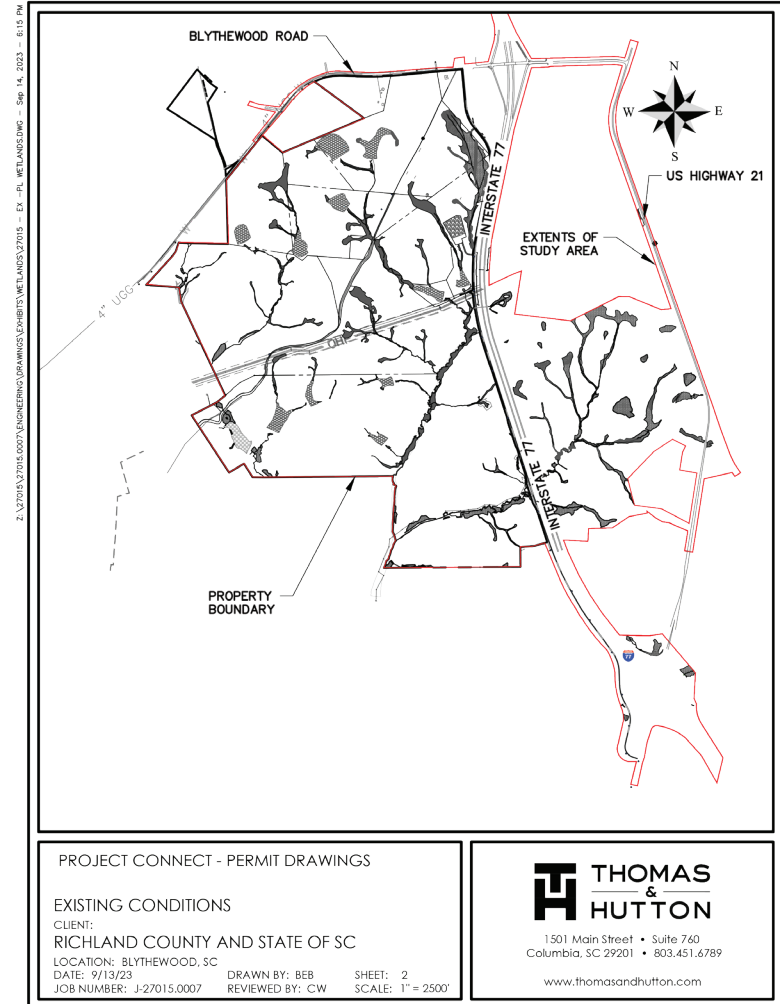 Z:\27015\27015.0007\ENGINEERING\DRAWINGS\EXHIBITS\WETLANDS\27015 - EX -PL WETLANDS.DWG - Sep 14, 2023 - 6:15 PM
BLYTHEWOOD ROAD
N
W
E
S
US HIGHWAY 21
INTERSTATE 77
EXTENTS OF
STUDY AREA
4" UGG
OH
INTERSTATE 77
PROPERTY
BOUNDARY
77
PROJECT CONNECT - PERMIT DRAWINGS
EXISTING CONDITIONS
CLIENT:
RICHLAND COUNTY AND STATE OF SC
LOCATION: BLYTHEWOOD, SC
DATE: 9/13/23 DRAWN BY: BEB SHEET: 2
JOB NUMBER: J-27015.0007 REVIEWED BY: CW SCALE: 1" = 2500'
TH
THOMAS
&
HUTTON
1501 Main Street • Suite 760
Columbia, SC 29201 • 803.451.6789
www.thomasandhutton.com